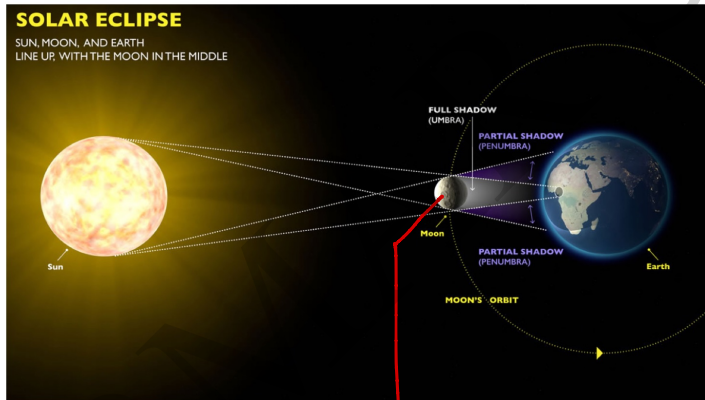 SOLAR ECLIPSE
SUN, MOON, AND EARTH
LINE UP, WITH THE MOON IN THE MIDDLE
FULL SHADOW
(UMBRA)
PARTIAL SHADOW
(PENUMBRA)
Moon
PARTIAL SHADOW
(PENUMBRA)
Sun
Earth
MOON'S ORBIT